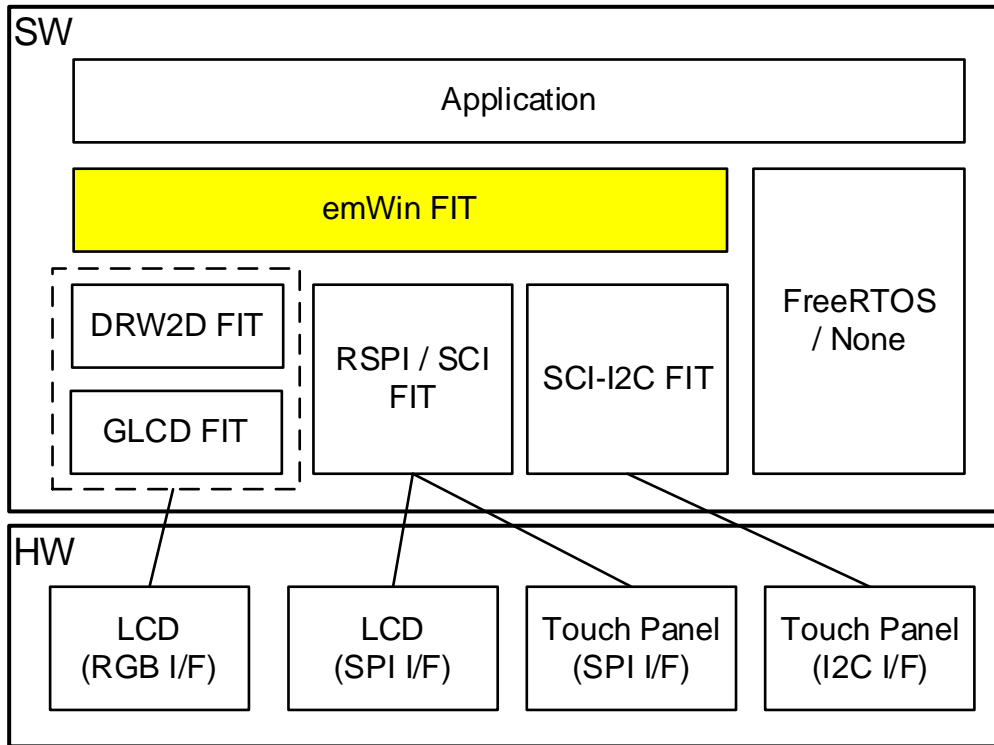 SW
Application
emWin FIT
DRW2D FIT
GLCD FIT
RSPI / SCI
FIT
SCI-I2C FIT
FreeRTOS
/ None
HW
LCD
(RGB I/F)
LCD
(SPI I/F)
Touch Panel
(SPI I/F)
Touch Panel
(I2C I/F)